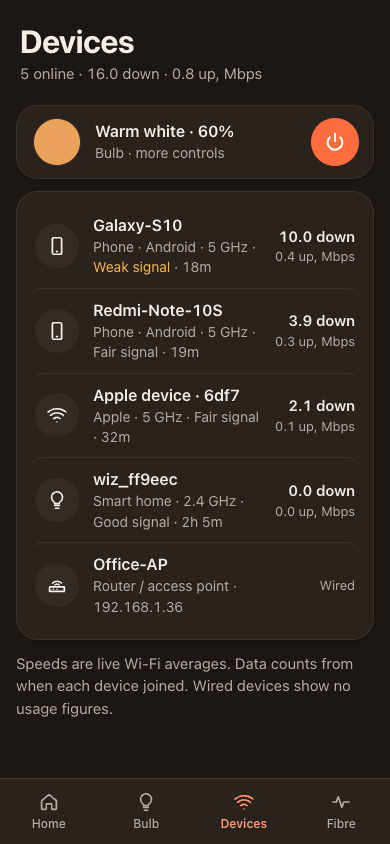 Devices
5 online · 16.0 down · 0.8 up, Mbps
Warm white · 60%
Bulb · more controls
Galaxy-S10
Phone · Android · 5 GHz ·
Weak signal · 18m
10.0 down
0.4 up, Mbps
Redmi-Note-10S
Phone · Android · 5 GHz ·
Fair signal · 19m
3.9 down
0.3 up, Mbps
Apple device · 6df7
Apple · 5 GHz · Fair signal
· 32m
2.1 down
0.1 up, Mbps
wiz_ff9eec
Smart home · 2.4 GHz ·
Good signal · 2h 5m
0.0 down
0.0 up, Mbps
Office-AP
Router / access point ·
192.168.1.36
Wired
Speeds are live Wi-Fi averages. Data counts from
when each device joined. Wired devices show no
usage figures.
Home
Bulb
Devices
Fibre